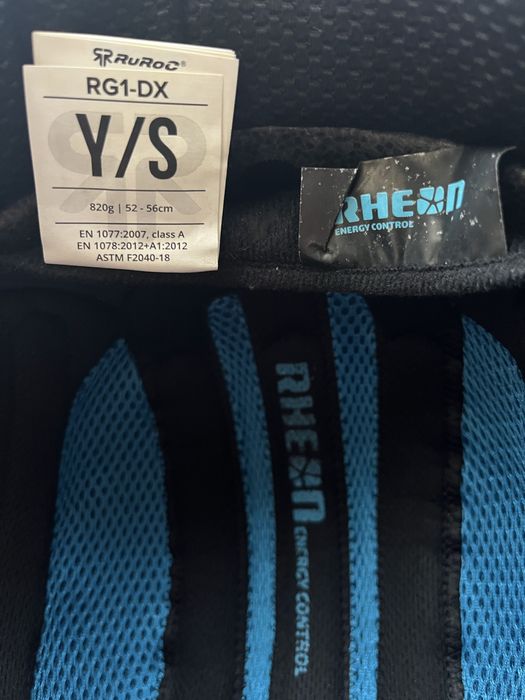 RUROC®
RG1-DX
Y/S
820g | 52 - 56cm
EN 1077:2007, class A
EN 1078:2012+A1:2012
ASTM F2040-18
RHEON
ENERGY CONTROL
RHEON
ENERGY CONTROL